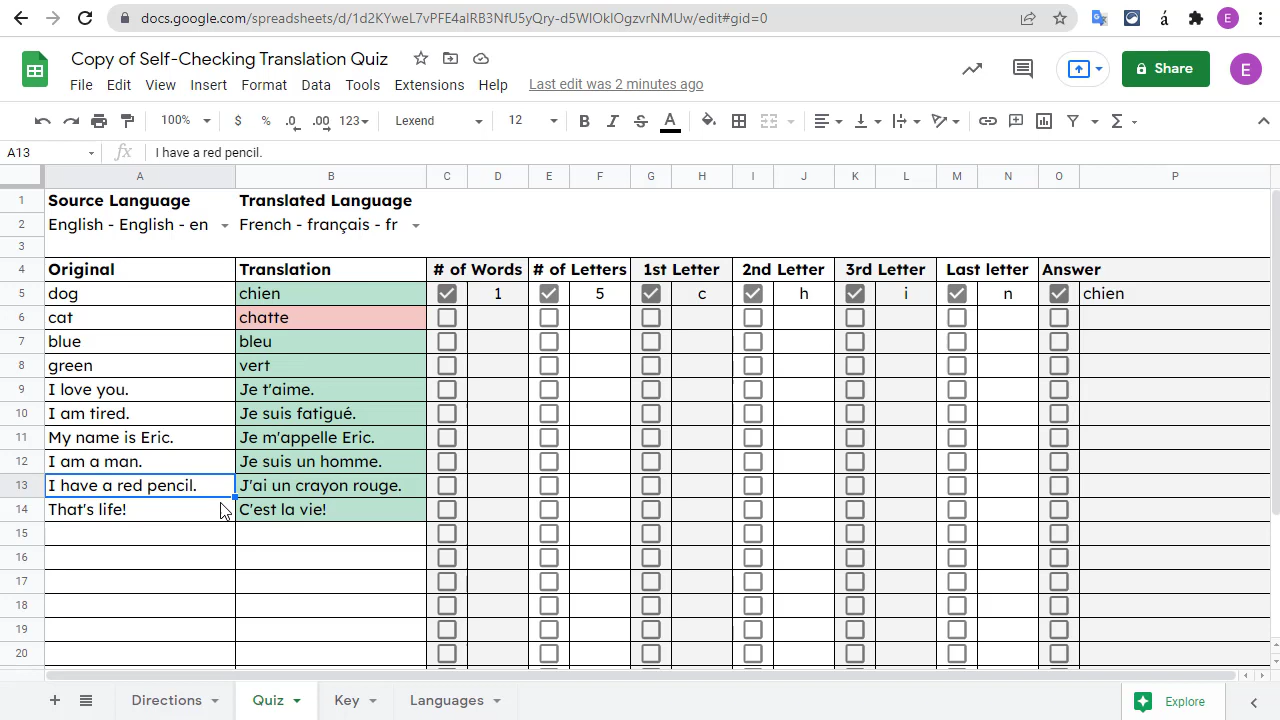 docs.google.com/spreadsheets/d/1d2KYweL7vPFE4alRB3NfU5yQry-d5WIOklOgzvrNMUw/edit#gid=0
á E
Copy of Self-Checking Translation Quiz
File Edit View Insert Format Data Tools Extensions Help Last edit was 2 minutes ago
Share E
100% $ % .0 .00 123 Lexend 12 B I S A Σ
A13 fx I have a red pencil.
A B C D E F G H I J K L M N O P
1 Source Language Translated Language
2 English - English - en French - français - fr
3
4 Original Translation # of Words # of Letters 1st Letter 2nd Letter 3rd Letter Last letter Answer
5 dog chien 1 5 c h i n chien
6 cat chatte
7 blue bleu
8 green vert
9 I love you. Je t'aime.
10 I am tired. Je suis fatigué.
11 My name is Eric. Je m'appelle Eric.
12 I am a man. Je suis un homme.
13 I have a red pencil. J'ai un crayon rouge.
14 That's life! C'est la vie!
15
16
17
18
19
20
Directions Quiz Key Languages Explore